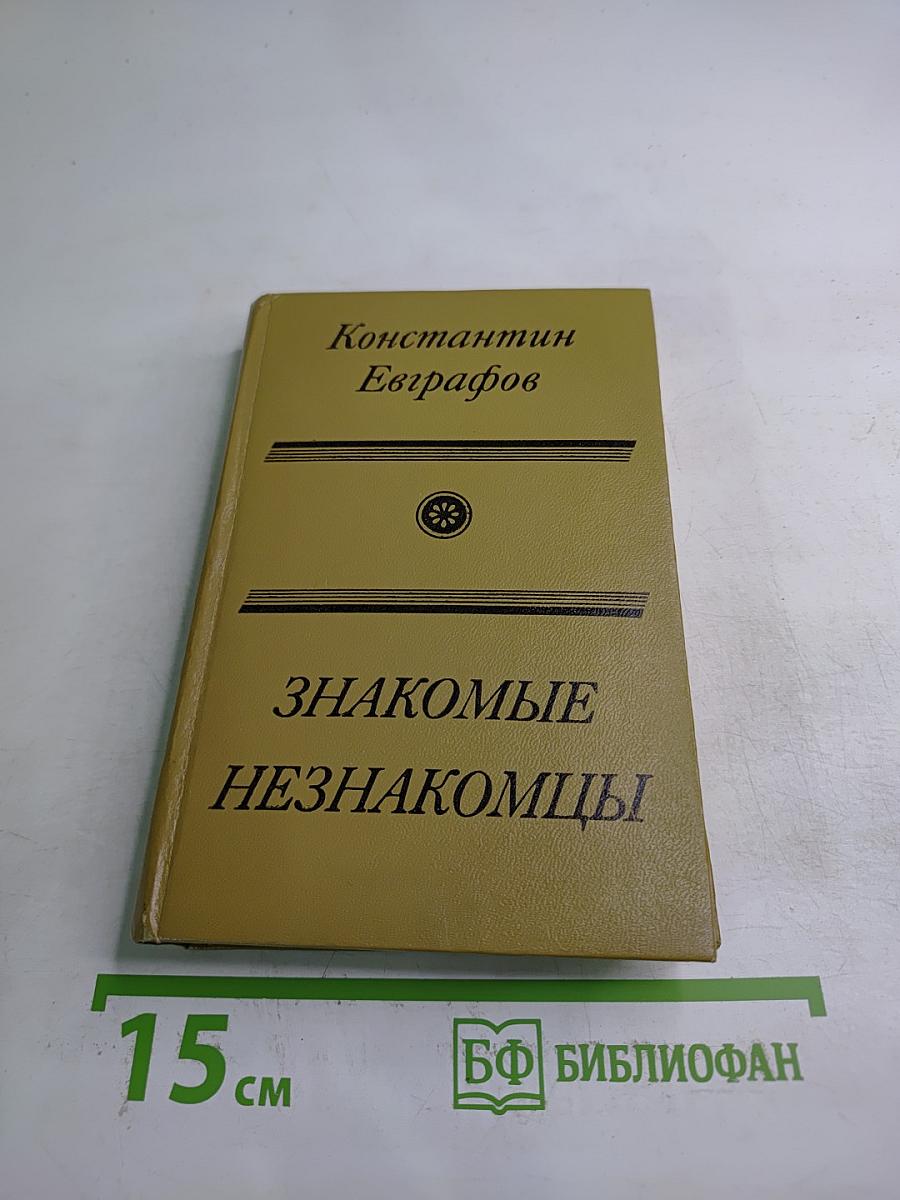 Константин
Евграфов
ЗНАКОМЫЕ
НЕЗНАКОМЦЫ
15 см
БФ БИБЛИОФАН